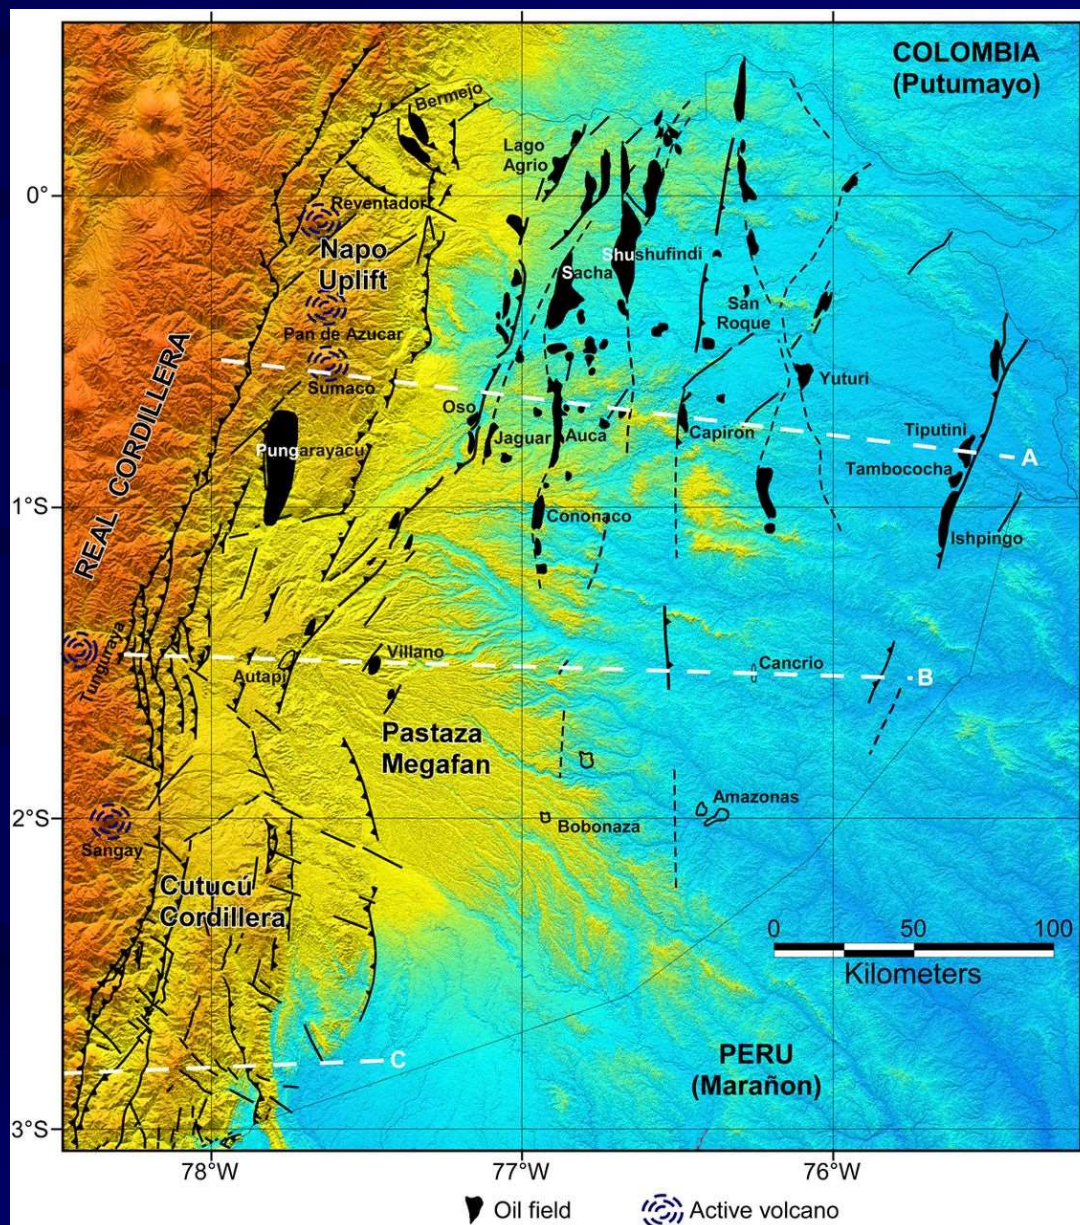 COLOMBIA
(Putumayo)
Bermejo
Lago
Agrio
0°
Reventador
Napo
Uplift
Shushufindi
Sacha
Pan de Azucar
San
Roque
Sumaco
Yuturi
REAL CORDILLERA
Oso
Jaguar
Auca
Capiron
Tiputini
A
Pungarayacu
Tambococha
1°S
Cononaco
Ishpingo
Tunguraya
Villano
Autapi
Cancrio
B
Pastaza
Megafan
Amazonas
2°S
Bobonaza
Sangay
Cutucú
Cordillera
0 50 100
Kilometers
C
PERU
(Marañon)
3°S
78°W 77°W 76°W
Oil field Active volcano